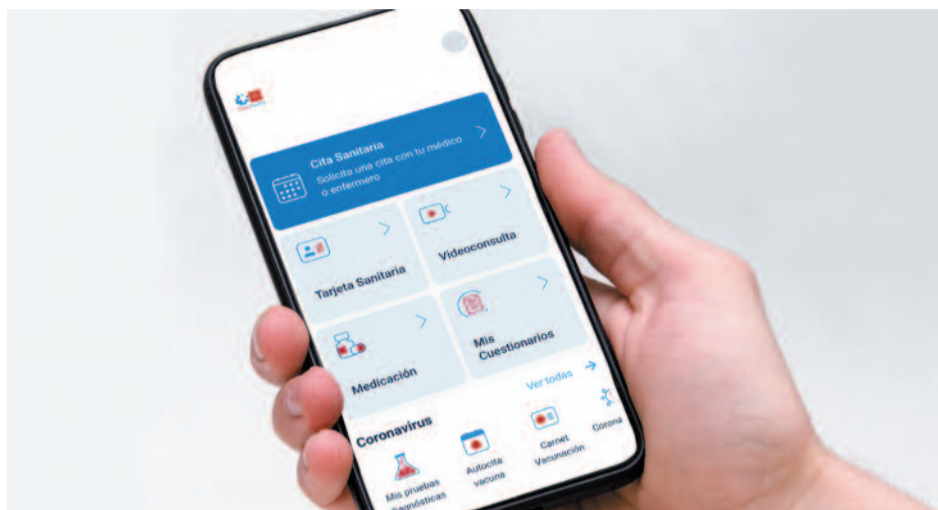 Cita Sanitaria
Solicita una cita con tu médico
o enfermero
Tarjeta Sanitaria
Videoconsulta
Medicación
Mis
Cuestionarios
Coronavirus
Ver todas
Mis pruebas
diagnósticas
Autocita
vacuna
Carnet
Vacunación
Corona